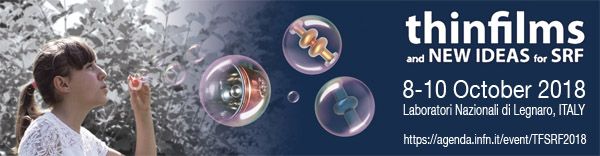 thinfilms
and NEW IDEAS for SRF
8-10 October 2018
Laboratori Nazionali di Legnaro, ITALY
https://agenda.infn.it/event/TFSRF2018